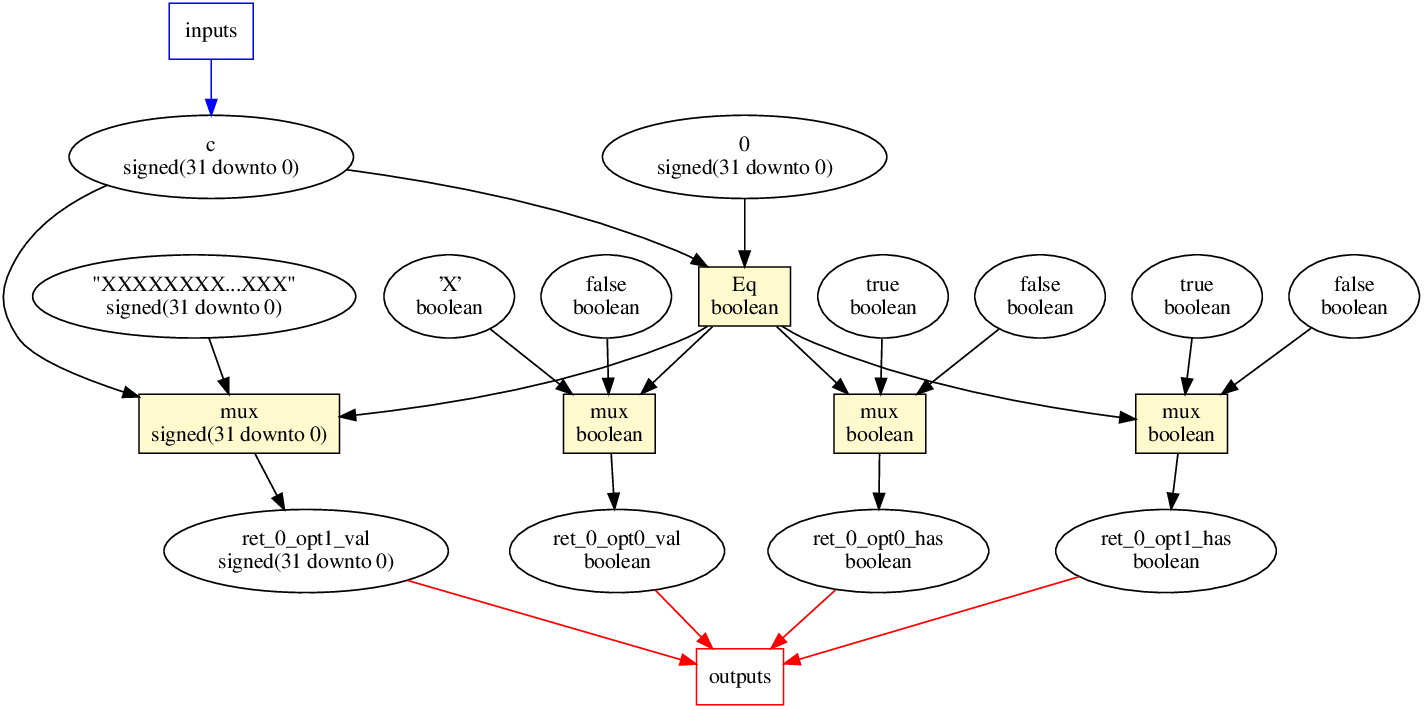 inputs
c
signed(31 downto 0)
0
signed(31 downto 0)
"XXXXXXXX...XXX"
signed(31 downto 0)
'X'
boolean
false
boolean
Eq
boolean
true
boolean
false
boolean
true
boolean
false
boolean
mux
signed(31 downto 0)
mux
boolean
mux
boolean
mux
boolean
ret_0_opt1_val
signed(31 downto 0)
ret_0_opt0_val
boolean
ret_0_opt0_has
boolean
ret_0_opt1_has
boolean
outputs